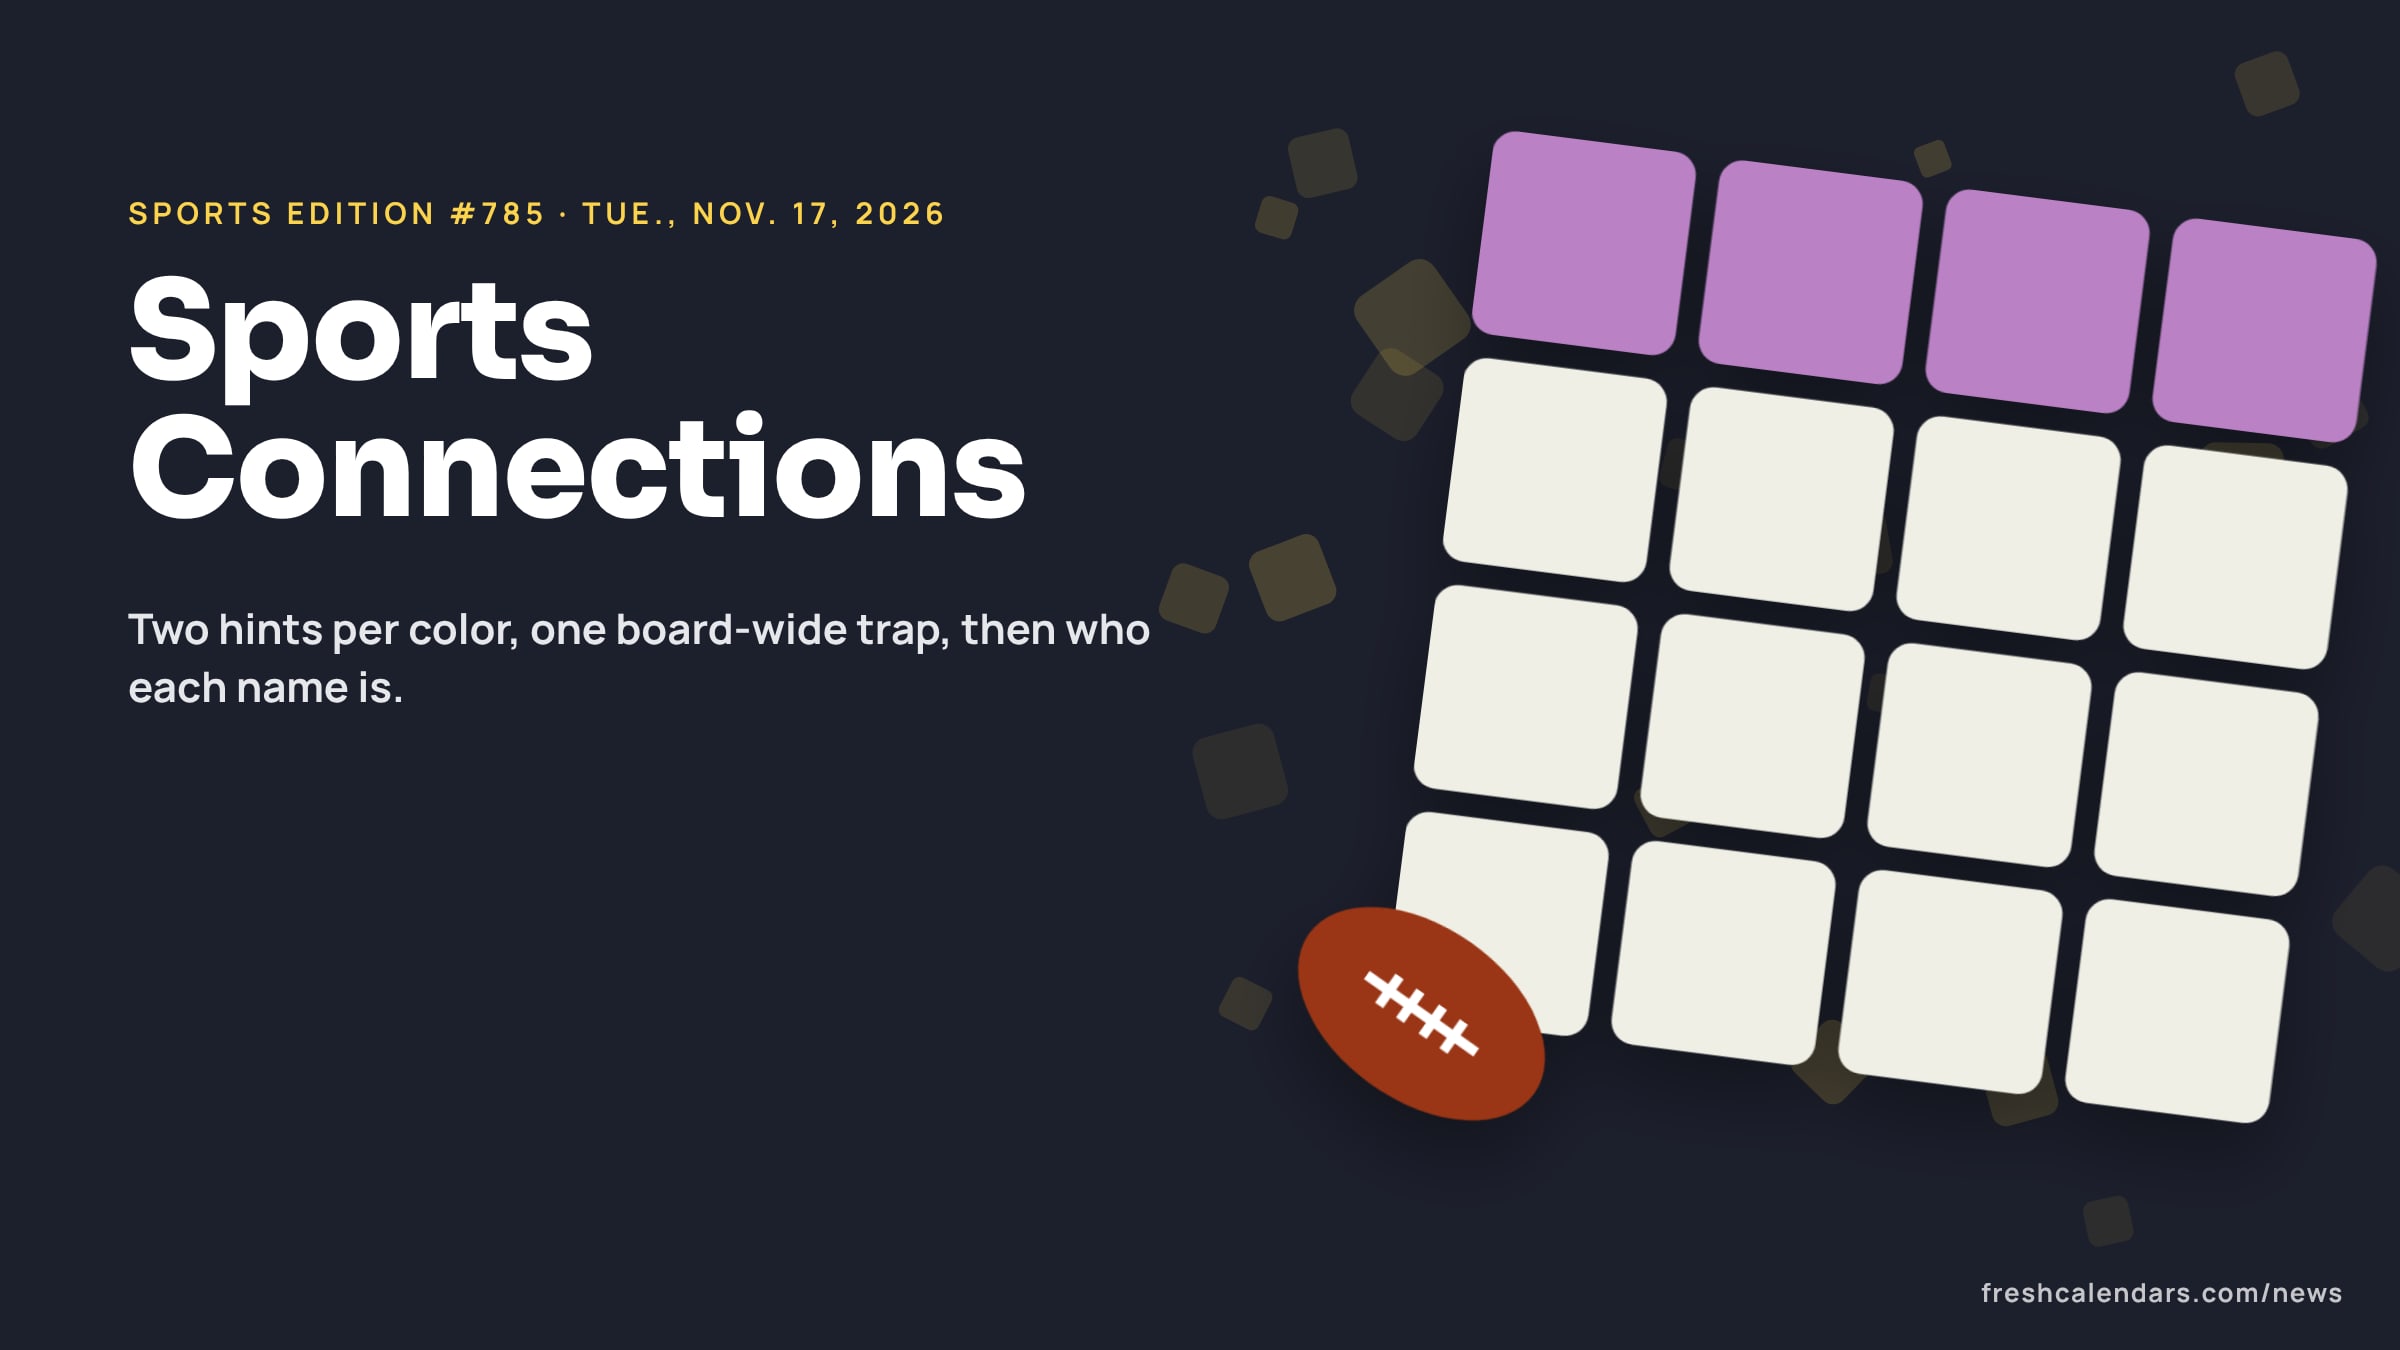 SPORTS EDITION #785 · TUE., NOV. 17, 2026
Sports
Connections
Two hints per color, one board-wide trap, then who
each name is.
freshcalendars.com/news